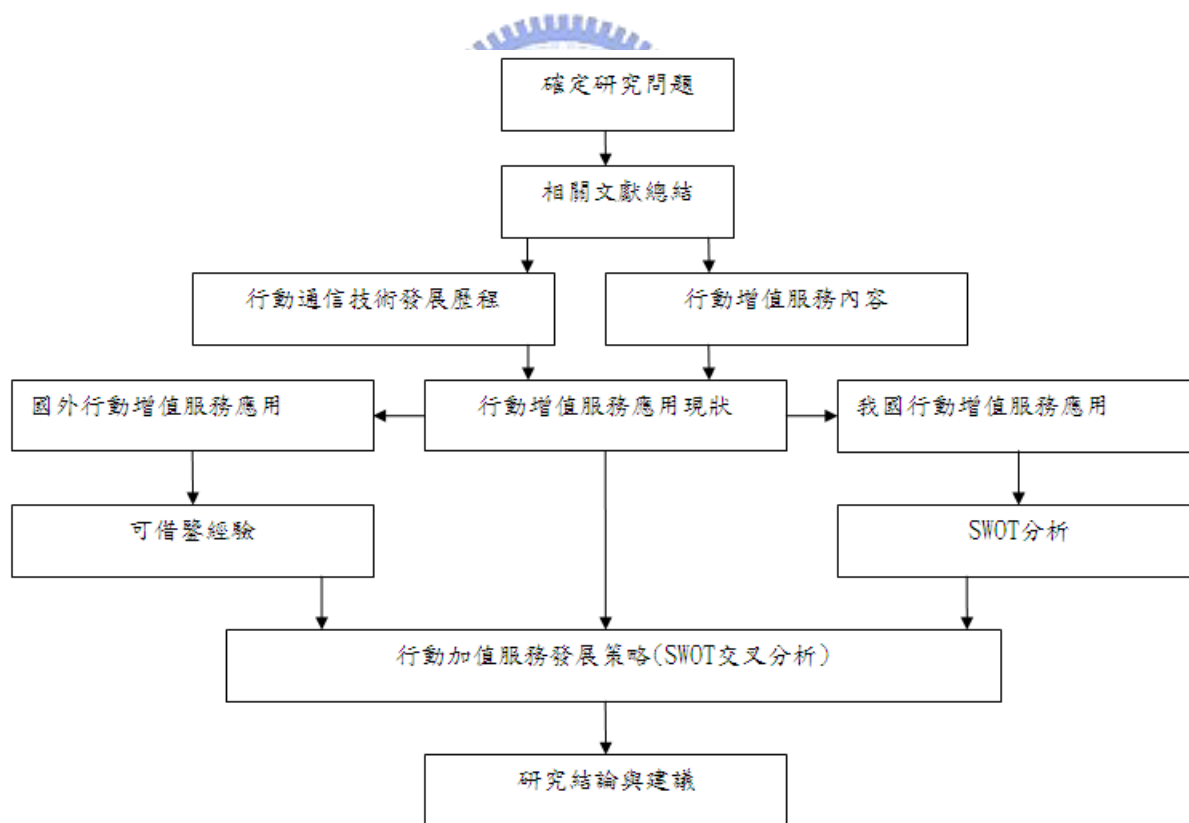 確定研究問題
相關文獻總結
行動通信技術發展歷程
行動增值服務內容
國外行動增值服務應用
行動增值服務應用現狀
我國行動增值服務應用
可借鑒經驗
SWOT分析
行動加值服務發展策略(SWOT交叉分析)
研究結論與建議